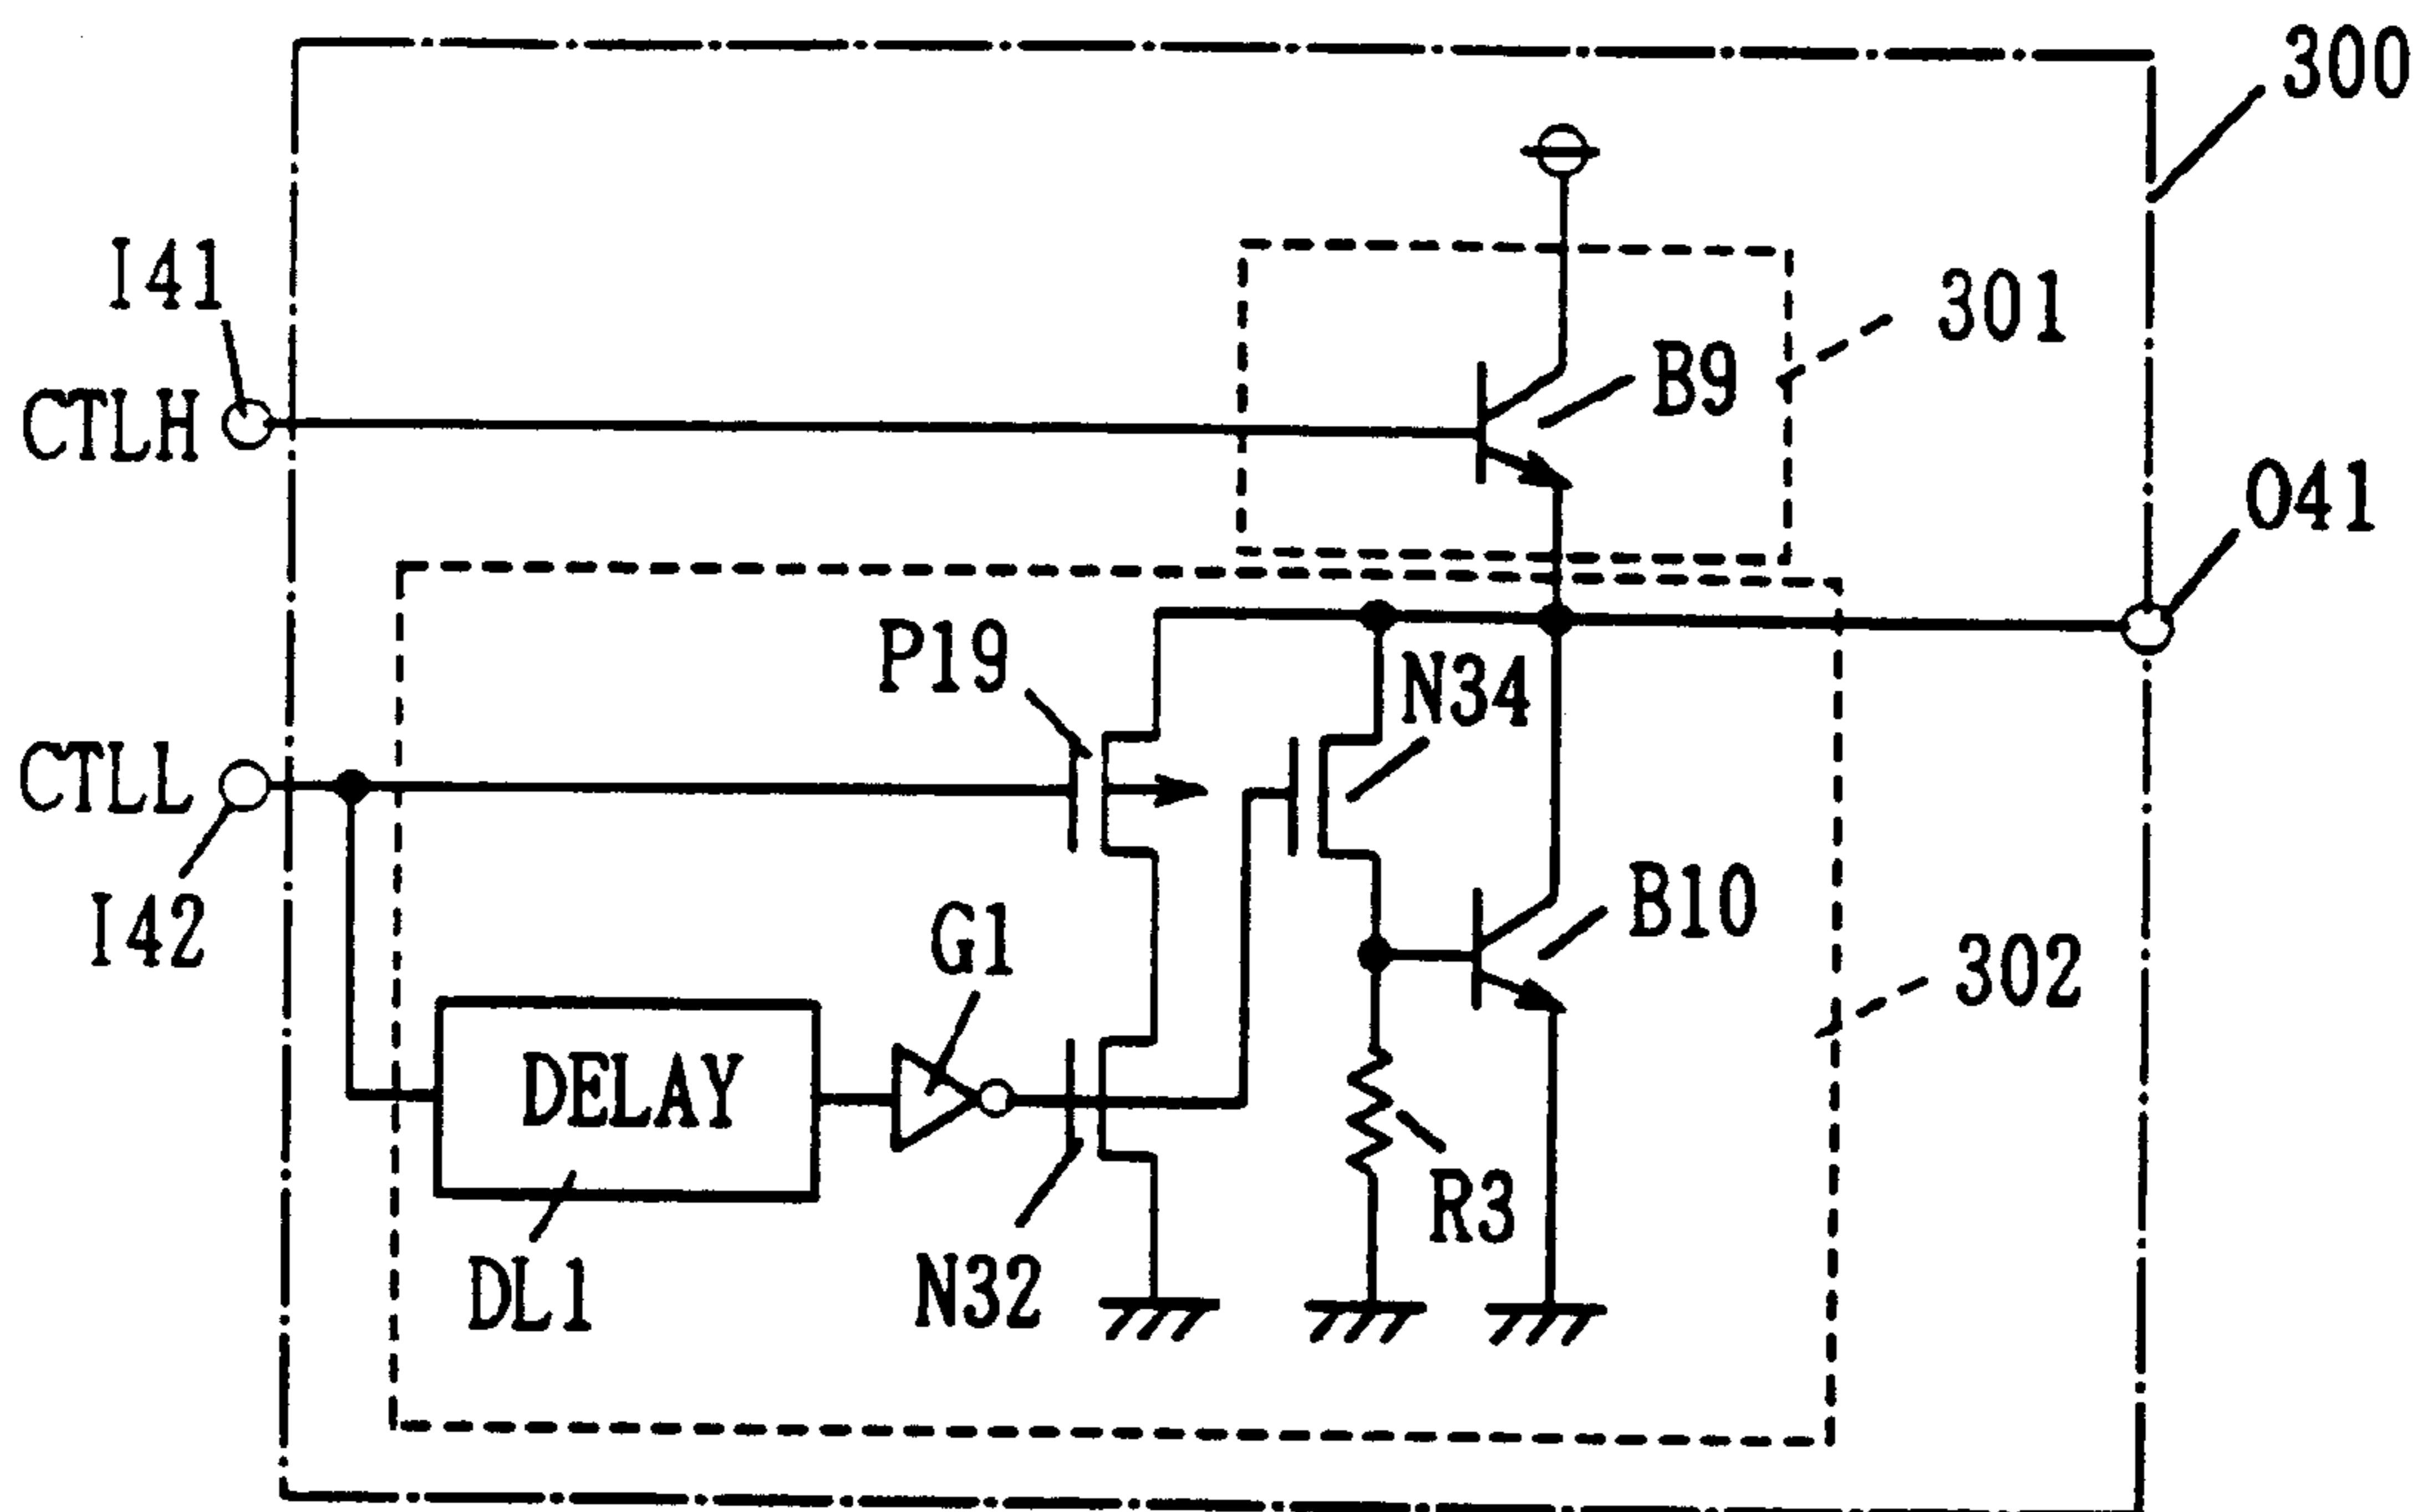 300
I41
301
B9
CTLH
O41
P19
N34
CTLL
B10
I42
G1
302
DELAY
R3
DL1
N32